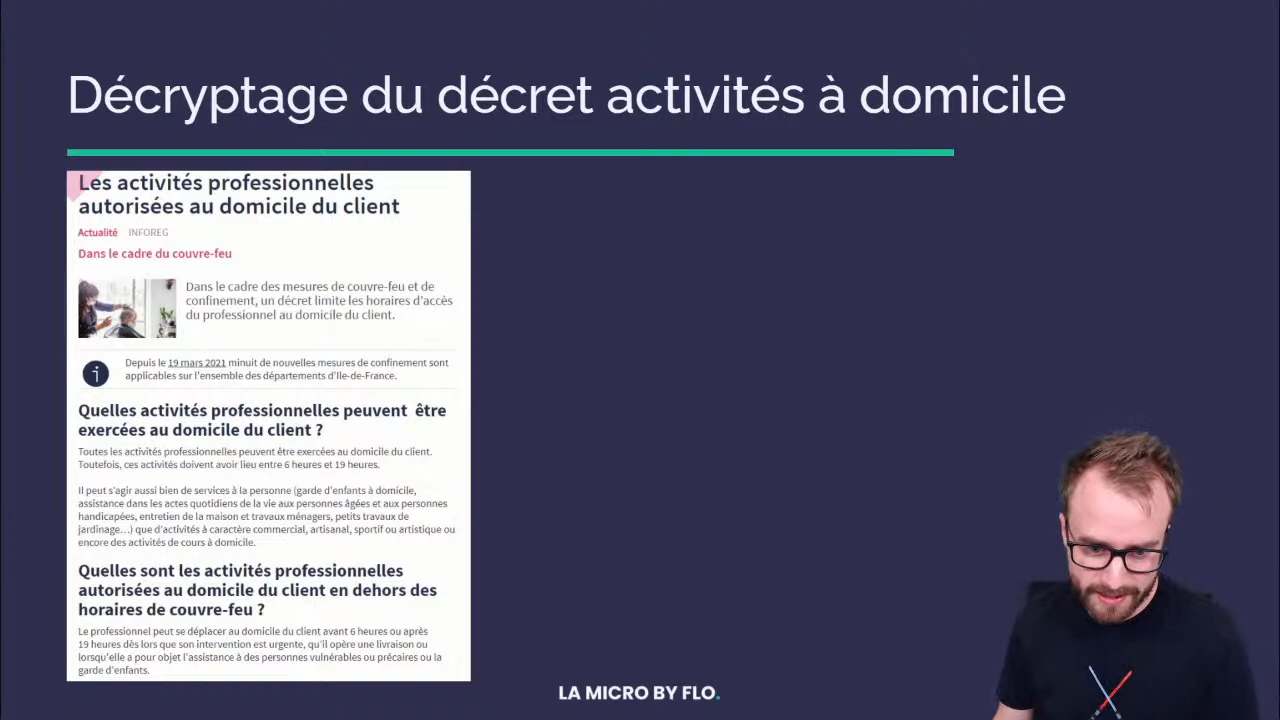 Décryptage du décret activités à domicile
Les activités professionnelles
autorisées au domicile du client
Actualité INFOREG
Dans le cadre du couvre-feu
Dans le cadre des mesures de couvre-feu et de
confinement, un décret limite les horaires d'accès
du professionnel au domicile du client.
i
Depuis le 19 mars 2021 minuit de nouvelles mesures de confinement sont
applicables sur l'ensemble des départements d'Ile-de-France.
Quelles activités professionnelles peuvent être
exercées au domicile du client ?
Toutes les activités professionnelles peuvent être exercées au domicile du client.
Toutefois, ces activités doivent avoir lieu entre 6 heures et 19 heures.
Il peut s'agir aussi bien de services à la personne (garde d'enfants à domicile,
assistance dans les actes quotidiens de la vie aux personnes âgées et aux personnes
handicapées, entretien de la maison et travaux ménagers, petits travaux de
jardinage…) que d'activités à caractère commercial, artisanal, sportif ou artistique ou
encore des activités de cours à domicile.
Quelles sont les activités professionnelles
autorisées au domicile du client en dehors des
horaires de couvre-feu ?
Le professionnel peut se déplacer au domicile du client avant 6 heures ou après
19 heures dès lors que son intervention est urgente, qu'il opère une livraison ou
lorsqu'elle a pour objet l'assistance à des personnes vulnérables ou précaires ou la
garde d'enfants.
LA MICRO BY FLO.